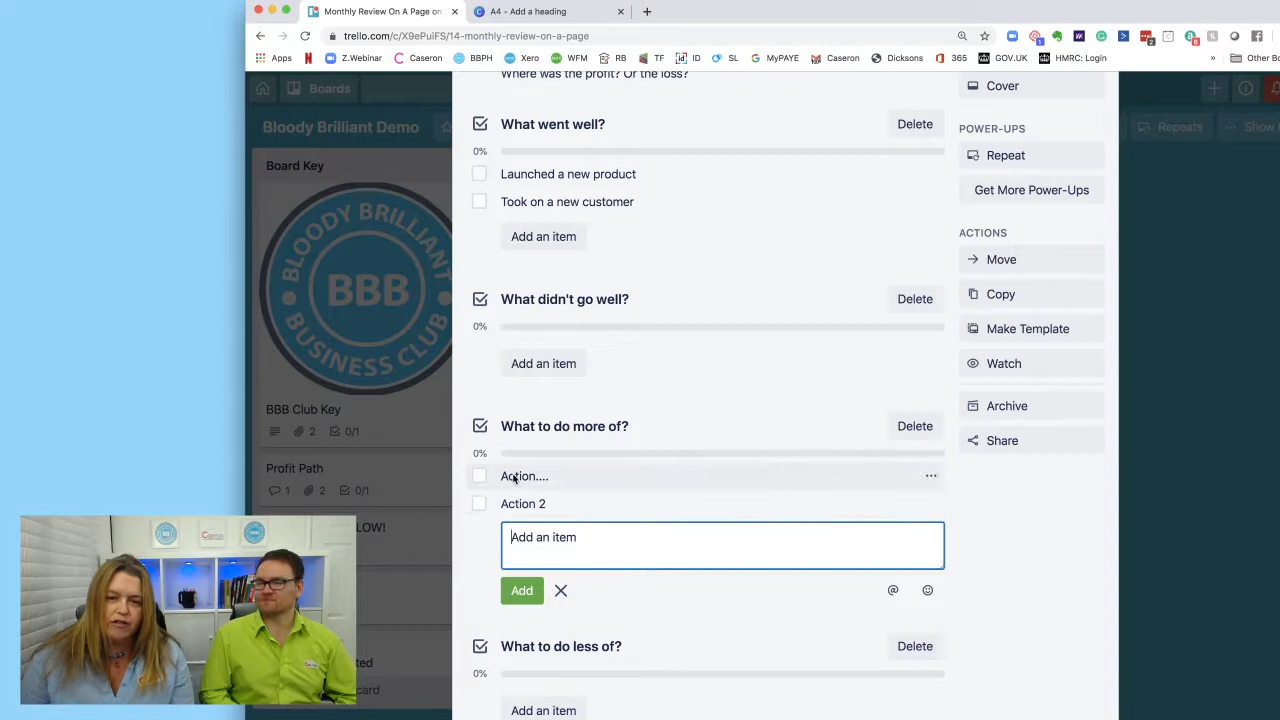 Monthly Review On A Page on
A4 - Add a heading
trello.com/c/X9ePuiFS/14-monthly-review-on-a-page
Z.Webinar
Caseron
BBPH
Xero
WFM
RB
TF
ID
SL
MyPAYE
Caseron
Dicksons
365
GOV.UK
HMRC: Login
»
Other Bo
Boards
Bloody Brilliant Demo
Repeats
Show
Board Key
BLOODY BRILLIANT
BBB
BUSINESS CLUB
BBB Club Key
2
0/1
Profit Path
1
2
0/1
LOW!
ted
card
Where was the profit? Or the loss?
What went well?
Delete
0%
Launched a new product
Took on a new customer
Add an item
What didn't go well?
Delete
0%
Add an item
What to do more of?
Delete
0%
Action....
Action 2
Add an item
Add
What to do less of?
Delete
0%
Add an item
Cover
POWER-UPS
Repeat
Get More Power-Ups
ACTIONS
Move
Copy
Make Template
Watch
Archive
Share